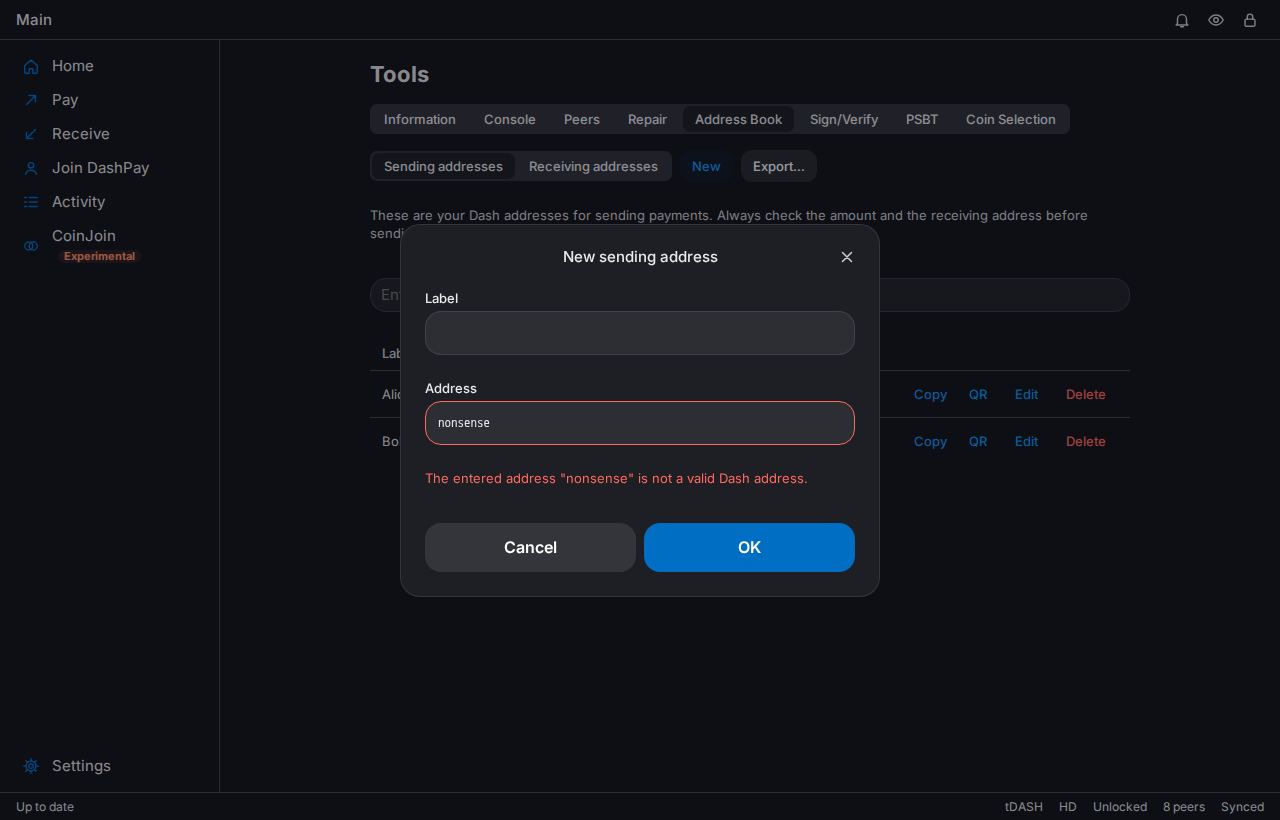 Main
Home
Pay
Receive
Join DashPay
Activity
CoinJoin
Experimental
Settings
Tools
Information Console Peers Repair Address Book Sign/Verify PSBT Coin Selection
Sending addresses Receiving addresses New Export...
These are your Dash addresses for sending payments. Always check the amount and the receiving address before
New sending address
Label
Address
nonsense
The entered address "nonsense" is not a valid Dash address.
Cancel OK
Copy QR Edit Delete
Copy QR Edit Delete
Up to date
tDASH HD Unlocked 8 peers Synced